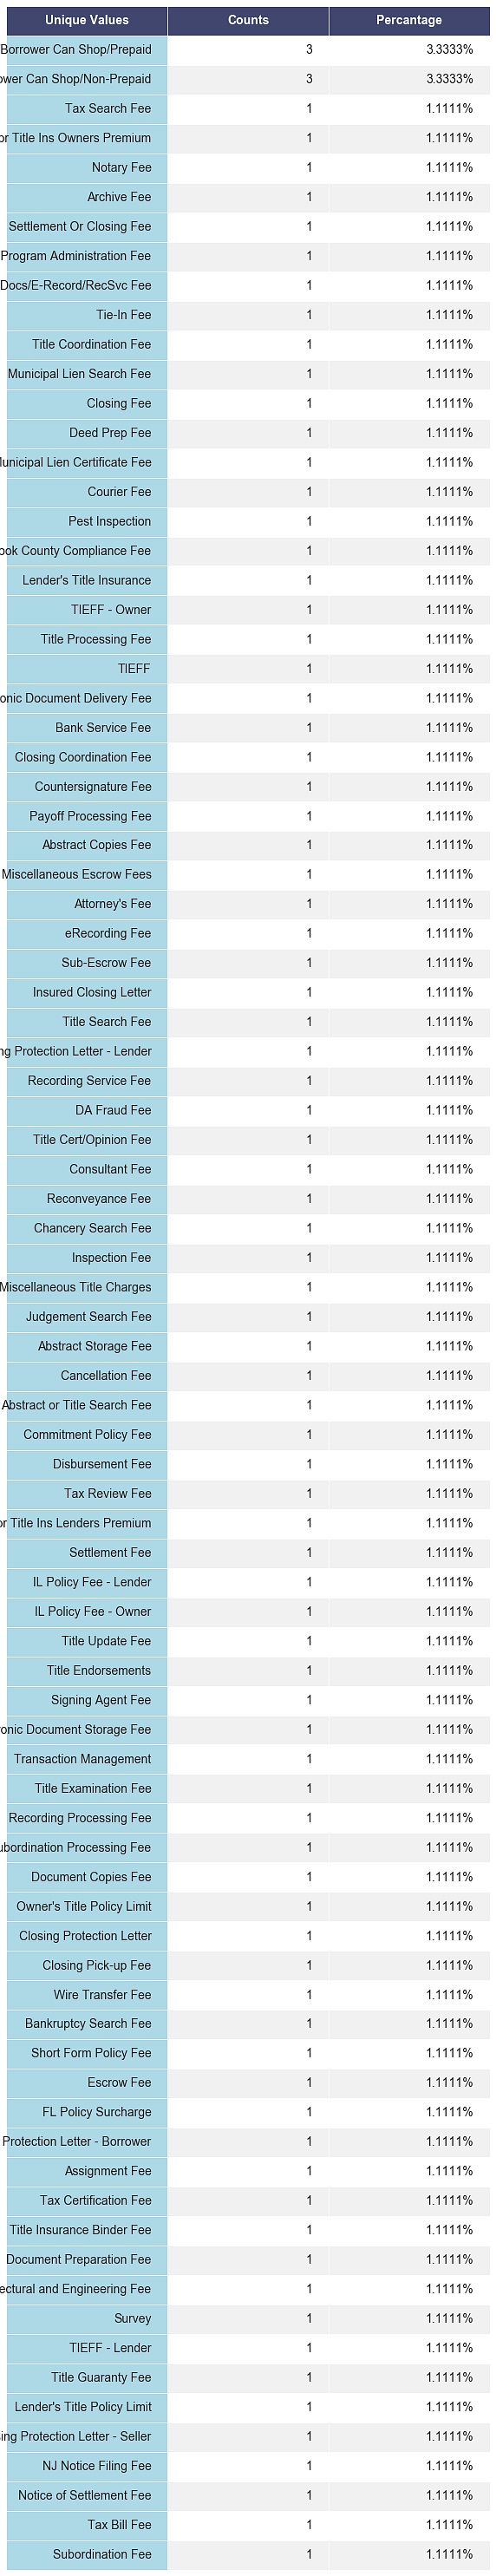 Unique Values Counts Percantage
Borrower Can Shop/Prepaid 3 3.3333%
Can Shop/Non-Prepaid 3 3.3333%
Tax Search Fee 1 1.1111%
Title Ins Owners Premium 1 1.1111%
Notary Fee 1 1.1111%
Archive Fee 1 1.1111%
Settlement Or Closing Fee 1 1.1111%
Program Administration Fee 1 1.1111%
Docs/E-Record/RecSvc Fee 1 1.1111%
Tie-In Fee 1 1.1111%
Title Coordination Fee 1 1.1111%
Municipal Lien Search Fee 1 1.1111%
Closing Fee 1 1.1111%
Deed Prep Fee 1 1.1111%
Lien Certificate Fee 1 1.1111%
Courier Fee 1 1.1111%
Pest Inspection 1 1.1111%
County Compliance Fee 1 1.1111%
Lender's Title Insurance 1 1.1111%
TIEFF - Owner 1 1.1111%
Title Processing Fee 1 1.1111%
TIEFF 1 1.1111%
Document Delivery Fee 1 1.1111%
Bank Service Fee 1 1.1111%
Closing Coordination Fee 1 1.1111%
Countersignature Fee 1 1.1111%
Payoff Processing Fee 1 1.1111%
Abstract Copies Fee 1 1.1111%
Miscellaneous Escrow Fees 1 1.1111%
Attorney's Fee 1 1.1111%
eRecording Fee 1 1.1111%
Sub-Escrow Fee 1 1.1111%
Insured Closing Letter 1 1.1111%
Title Search Fee 1 1.1111%
Protection Letter - Lender 1 1.1111%
Recording Service Fee 1 1.1111%
DA Fraud Fee 1 1.1111%
Title Cert/Opinion Fee 1 1.1111%
Consultant Fee 1 1.1111%
Reconveyance Fee 1 1.1111%
Chancery Search Fee 1 1.1111%
Inspection Fee 1 1.1111%
Miscellaneous Title Charges 1 1.1111%
Judgement Search Fee 1 1.1111%
Abstract Storage Fee 1 1.1111%
Cancellation Fee 1 1.1111%
Abstract or Title Search Fee 1 1.1111%
Commitment Policy Fee 1 1.1111%
Disbursement Fee 1 1.1111%
Tax Review Fee 1 1.1111%
Title Ins Lenders Premium 1 1.1111%
Settlement Fee 1 1.1111%
IL Policy Fee - Lender 1 1.1111%
IL Policy Fee - Owner 1 1.1111%
Title Update Fee 1 1.1111%
Title Endorsements 1 1.1111%
Signing Agent Fee 1 1.1111%
Document Storage Fee 1 1.1111%
Transaction Management 1 1.1111%
Title Examination Fee 1 1.1111%
Recording Processing Fee 1 1.1111%
Processing Fee 1 1.1111%
Document Copies Fee 1 1.1111%
Owner's Title Policy Limit 1 1.1111%
Closing Protection Letter 1 1.1111%
Closing Pick-up Fee 1 1.1111%
Wire Transfer Fee 1 1.1111%
Bankruptcy Search Fee 1 1.1111%
Short Form Policy Fee 1 1.1111%
Escrow Fee 1 1.1111%
FL Policy Surcharge 1 1.1111%
Protection Letter - Borrower 1 1.1111%
Assignment Fee 1 1.1111%
Tax Certification Fee 1 1.1111%
Title Insurance Binder Fee 1 1.1111%
Document Preparation Fee 1 1.1111%
and Engineering Fee 1 1.1111%
Survey 1 1.1111%
TIEFF - Lender 1 1.1111%
Title Guaranty Fee 1 1.1111%
Lender's Title Policy Limit 1 1.1111%
Protection Letter - Seller 1 1.1111%
NJ Notice Filing Fee 1 1.1111%
Notice of Settlement Fee 1 1.1111%
Tax Bill Fee 1 1.1111%
Subordination Fee 1 1.1111%